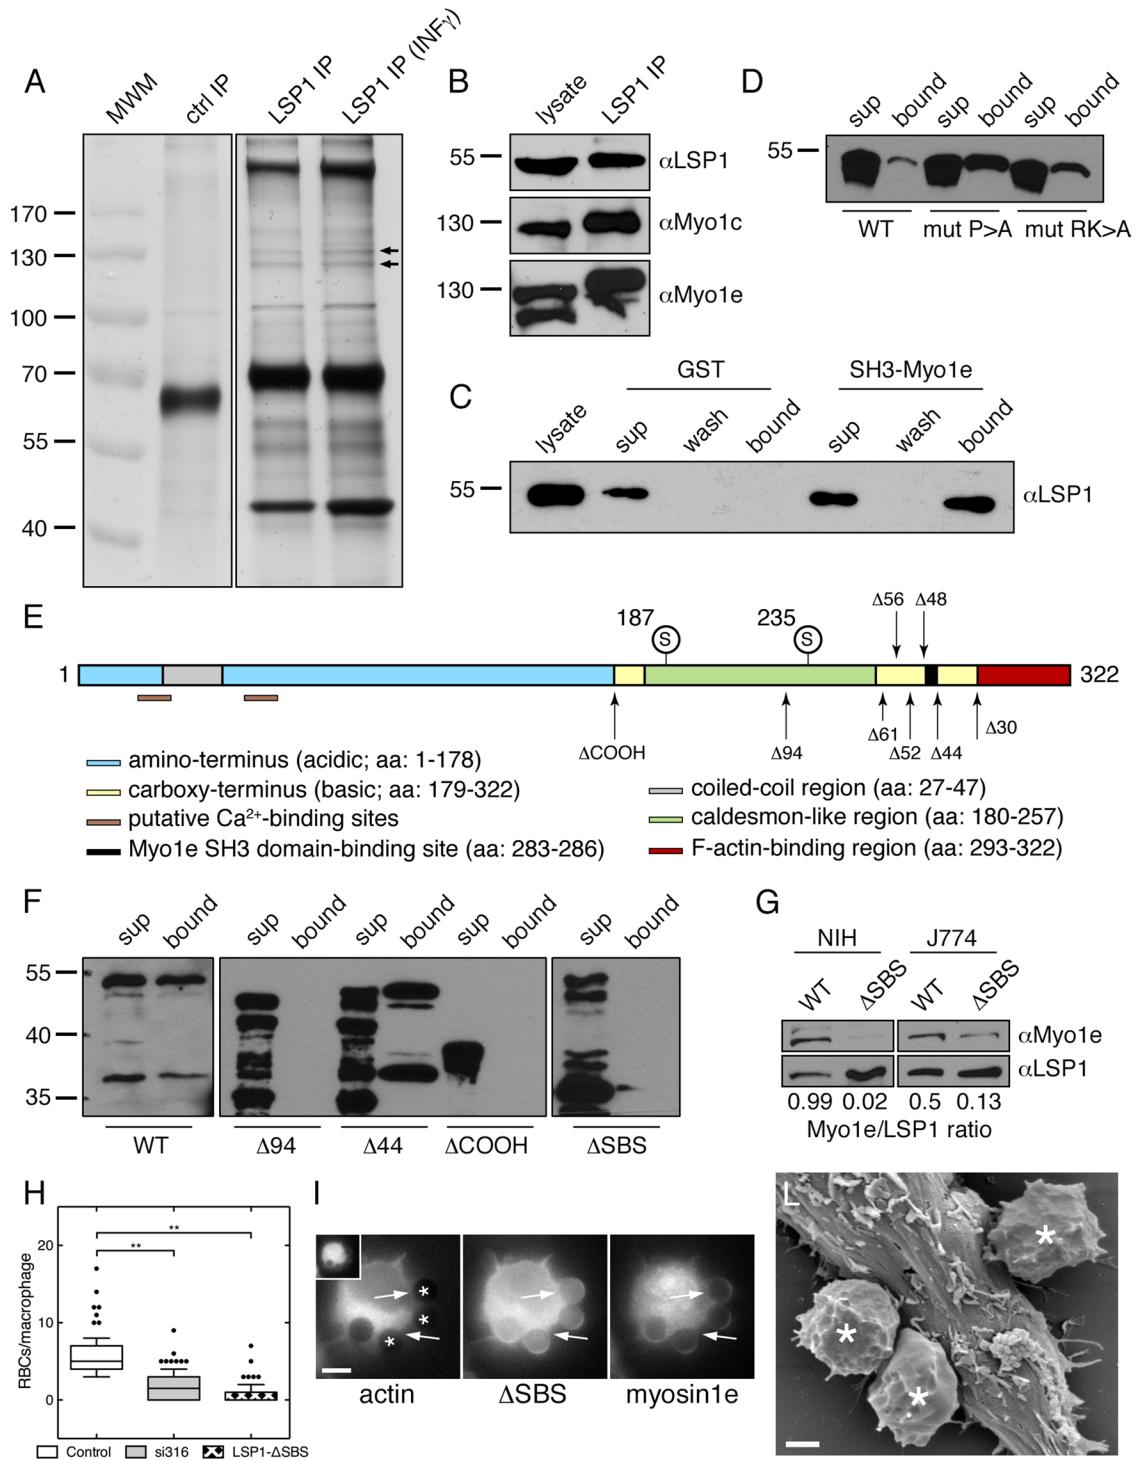 A
MWM
ctrl IP
LSP1 IP
LSP1 IP (INFγ)
170
130
100
70
55
40
B
lysate
LSP1 IP
55
αLSP1
130
αMyo1c
130
αMyo1e
C
GST
SH3-Myo1e
lysate
sup
wash
bound
sup
wash
bound
55
αLSP1
D
sup
bound
sup
bound
sup
bound
55
WT
mut P>A
mut RK>A
E
187
S
235
S
Δ56
Δ48
1
322
ΔCOOH
Δ94
Δ61
Δ52
Δ44
Δ30
amino-terminus (acidic; aa: 1-178)
carboxy-terminus (basic; aa: 179-322)
putative Ca²⁺-binding sites
Myo1e SH3 domain-binding site (aa: 283-286)
coiled-coil region (aa: 27-47)
caldesmon-like region (aa: 180-257)
F-actin-binding region (aa: 293-322)
F
sup
bound
sup
bound
sup
bound
sup
bound
sup
bound
55
40
35
WT
Δ94
Δ44
ΔCOOH
ΔSBS
G
NIH
J774
WT
ΔSBS
WT
ΔSBS
αMyo1e
αLSP1
0.99 0.02 0.5 0.13
Myo1e/LSP1 ratio
H
RBCs/macrophage
20
10
0
**
**
Control
si316
LSP1-ΔSBS
I
*
*
*
actin
ΔSBS
myosin1e
L
*
*
*